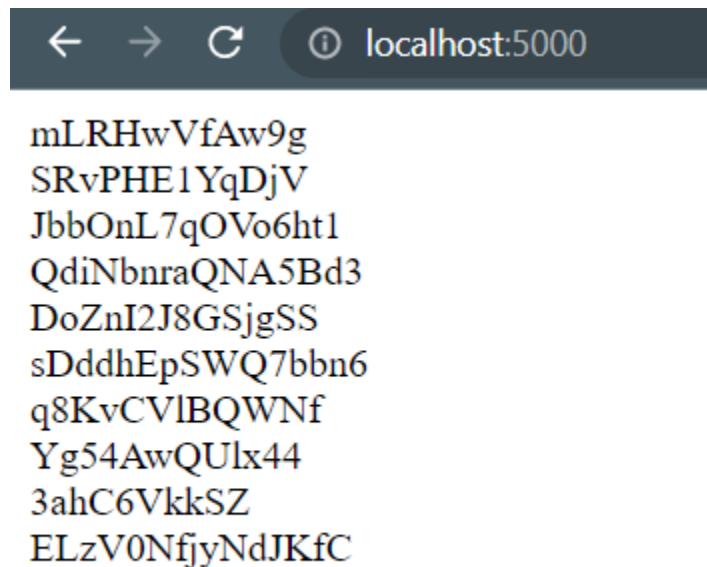 localhost:5000
mLRHwVfAw9g
SRvPHE1YqDjV
JbbOnL7qOVo6ht1
QdiNbnraQNA5Bd3
DoZnI2J8GSjgSS
sDddhEpSWQ7bbn6
q8KvCVlBQWNf
Yg54AwQUlx44
3ahC6VkkSZ
ELzV0NfjyNdJKfC